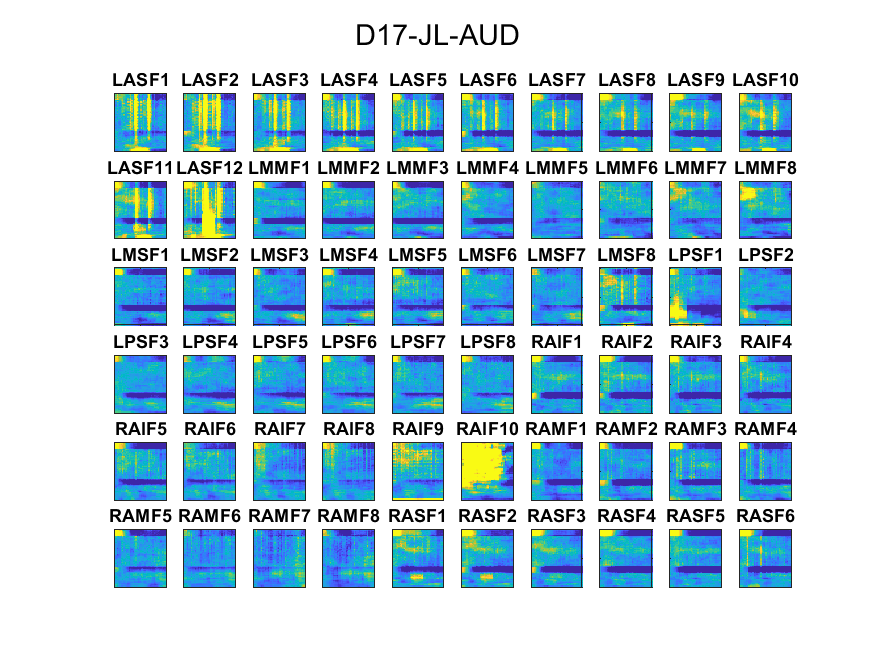 D17-JL-AUD
LASF1 LASF2 LASF3 LASF4 LASF5 LASF6 LASF7 LASF8 LASF9 LASF10
LASF11 LASF12 LMMF1 LMMF2 LMMF3 LMMF4 LMMF5 LMMF6 LMMF7 LMMF8
LMSF1 LMSF2 LMSF3 LMSF4 LMSF5 LMSF6 LMSF7 LMSF8 LPSF1 LPSF2
LPSF3 LPSF4 LPSF5 LPSF6 LPSF7 LPSF8 RAIF1 RAIF2 RAIF3 RAIF4
RAIF5 RAIF6 RAIF7 RAIF8 RAIF9 RAIF10 RAMF1 RAMF2 RAMF3 RAMF4
RAMF5 RAMF6 RAMF7 RAMF8 RASF1 RASF2 RASF3 RASF4 RASF5 RASF6